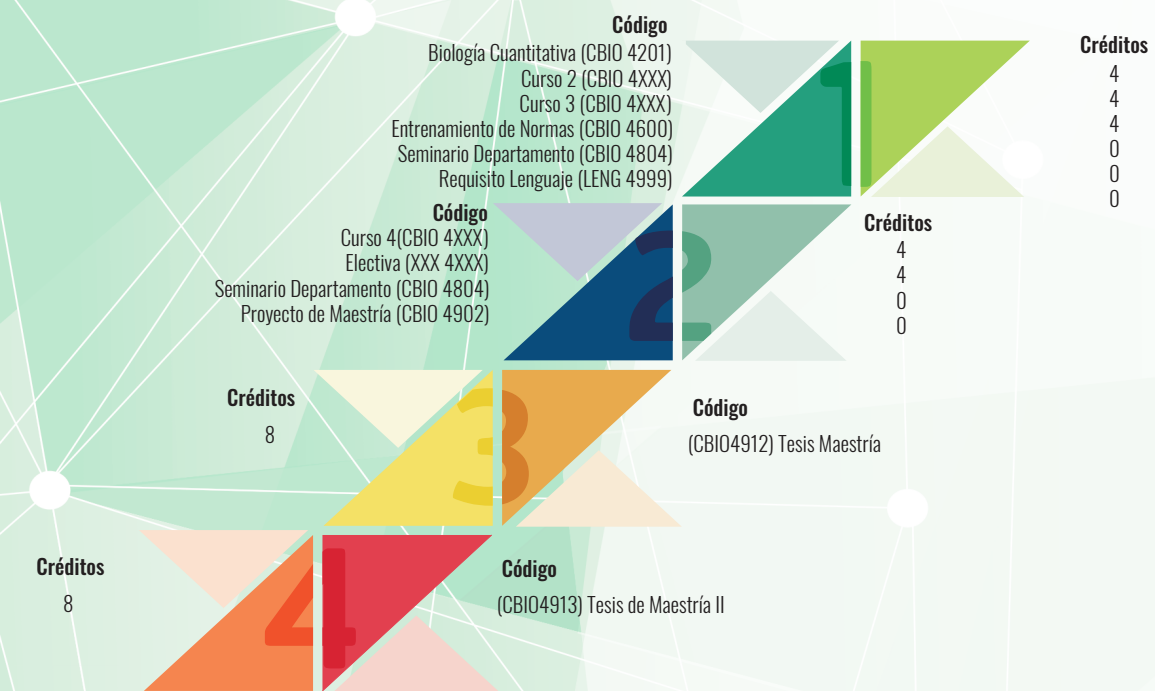 Código
Biología Cuantitativa (CBIO 4201)
Curso 2 (CBIO 4XXX)
Curso 3 (CBIO 4XXX)
Entrenamiento de Normas (CBIO 4600)
Seminario Departamento (CBIO 4804)
Requisito Lenguaje (LENG 4999)
1
Créditos
4
4
4
0
0
0
Código
Curso 4(CBIO 4XXX)
Electiva (XXX 4XXX)
Seminario Departamento (CBIO 4804)
Proyecto de Maestría (CBIO 4902)
2
Créditos
4
4
0
0
Créditos
8
3
Código
(CBIO4912) Tesis Maestría
Créditos
8
4
Código
(CBIO4913) Tesis de Maestría II